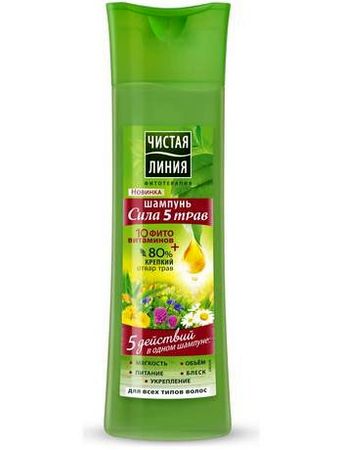 ЧИСТАЯ
ЛИНИЯ
ФИТОТЕРАПИЯ
НОВИНКА
ШАМПУНЬ
Сила 5 трав
10 ФИТО
ВИТАМИНОВ +
80%
КРЕПКИЙ
отвар трав
5 действий
в одном шампуне:
• МЯГКОСТЬ • ОБЪЁМ
• ПИТАНИЕ • БЛЕСК
• УКРЕПЛЕНИЕ
для всех типов волос